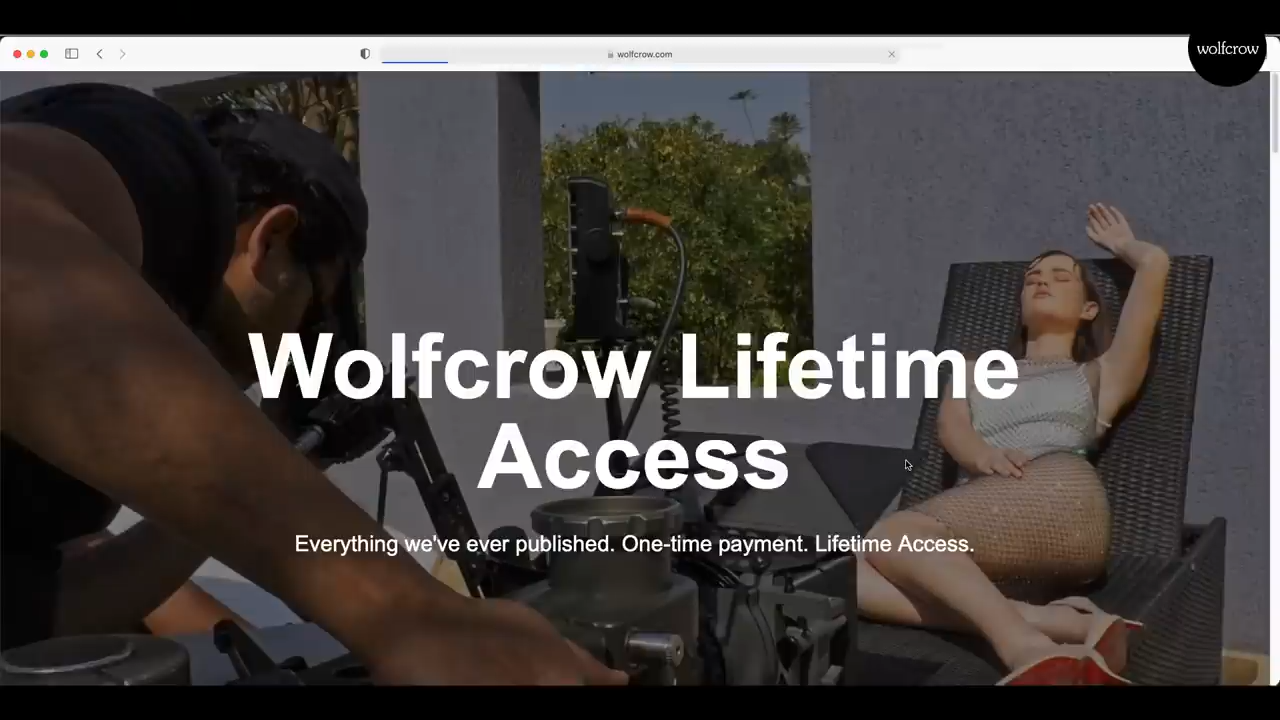 wolfcrow.com
wolfcrow
Wolfcrow Lifetime
Access
Everything we've ever published. One-time payment. Lifetime Access.